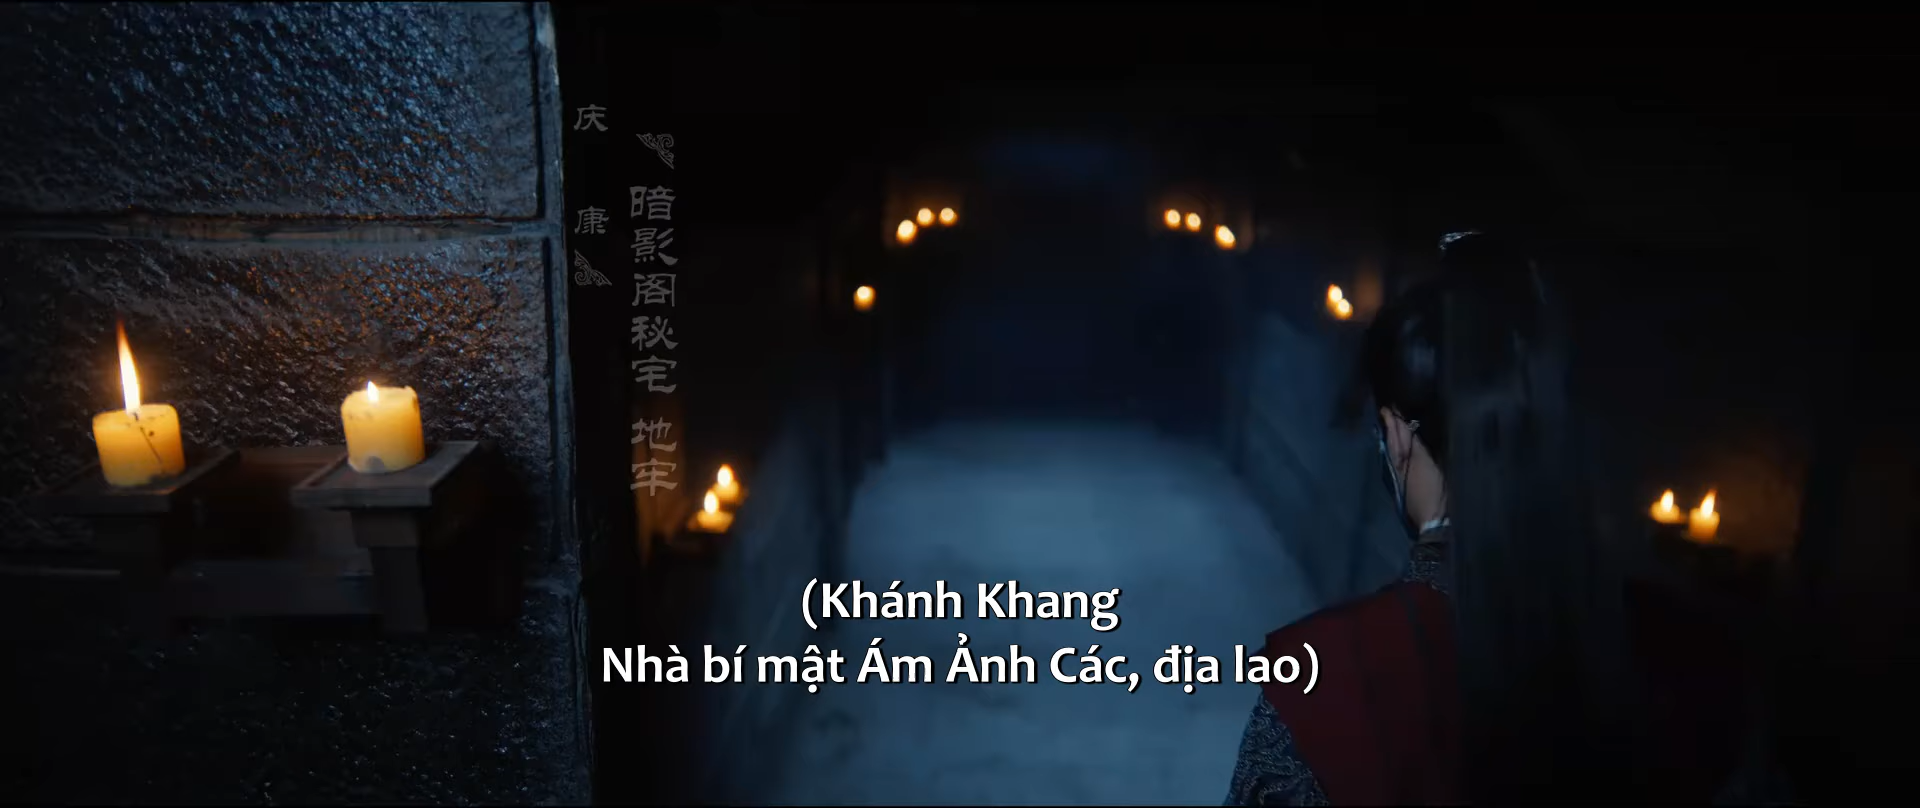 庆康
暗影阁秘宅 地牢
(Khánh Khang
Nhà bí mật Ám Ảnh Các, địa lao)